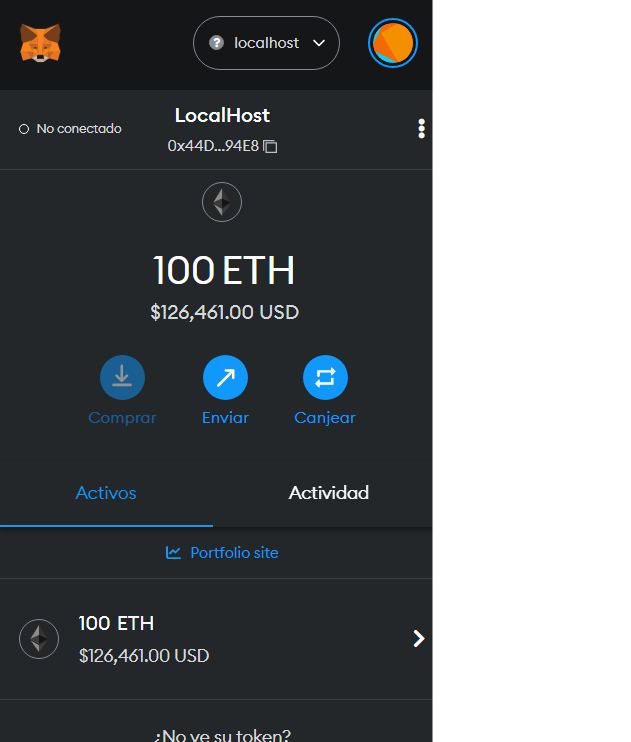 localhost
LocalHost
No conectado
0x44D...94E8
100 ETH
$126,461.00 USD
Comprar Enviar Canjear
Activos Actividad
Portfolio site
100 ETH
$126,461.00 USD
¿No ve su token?